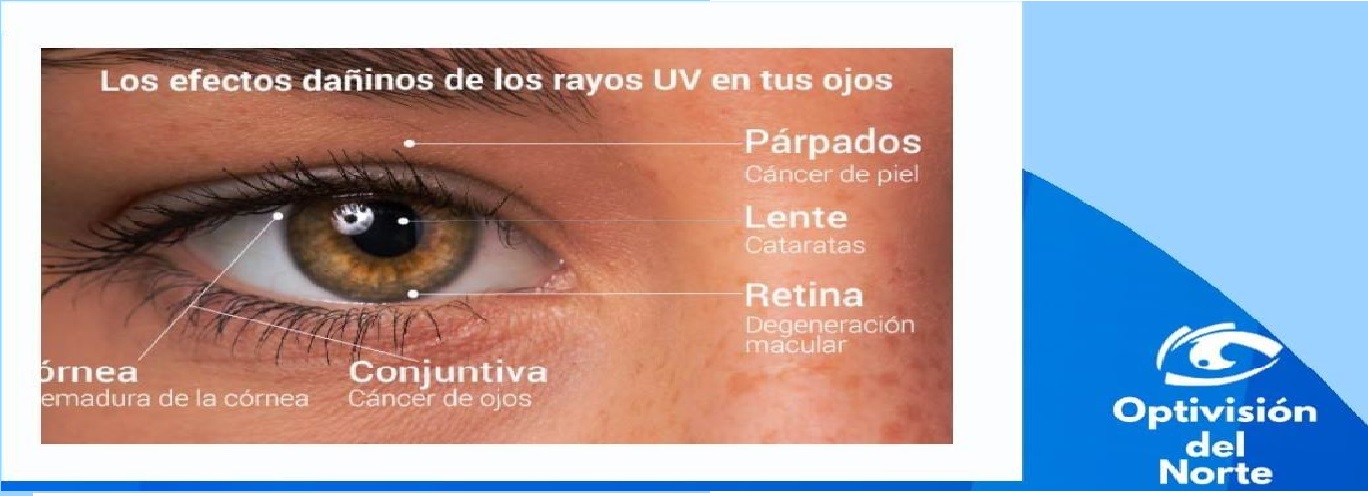 Los efectos dañinos de los rayos UV en tus ojos
Párpados
Cáncer de piel
Lente
Cataratas
Retina
Degeneración
macular
órnea
emadura de la córnea
Conjuntiva
Cáncer de ojos
Optivisión
del
Norte